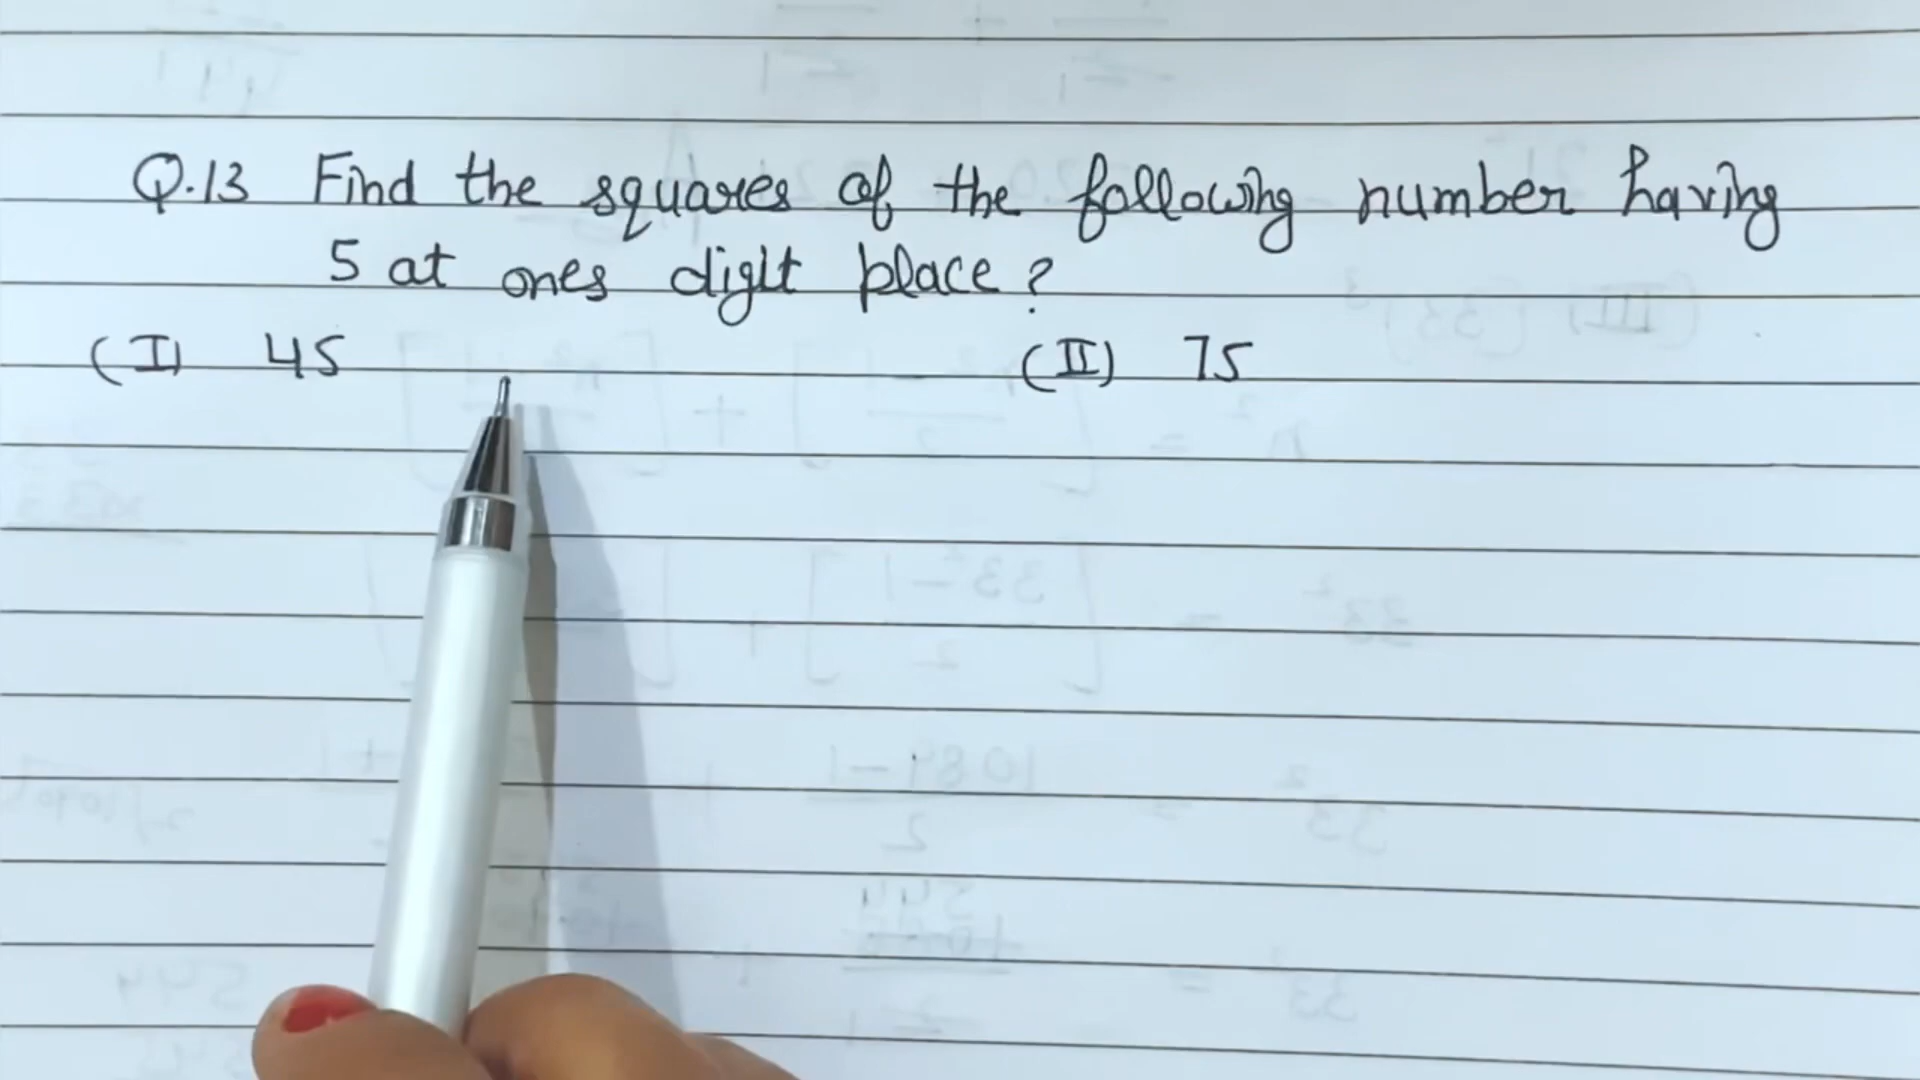 Q.13 Find the squares of the following number having
5 at ones digit place?
(I) 45 (II) 75